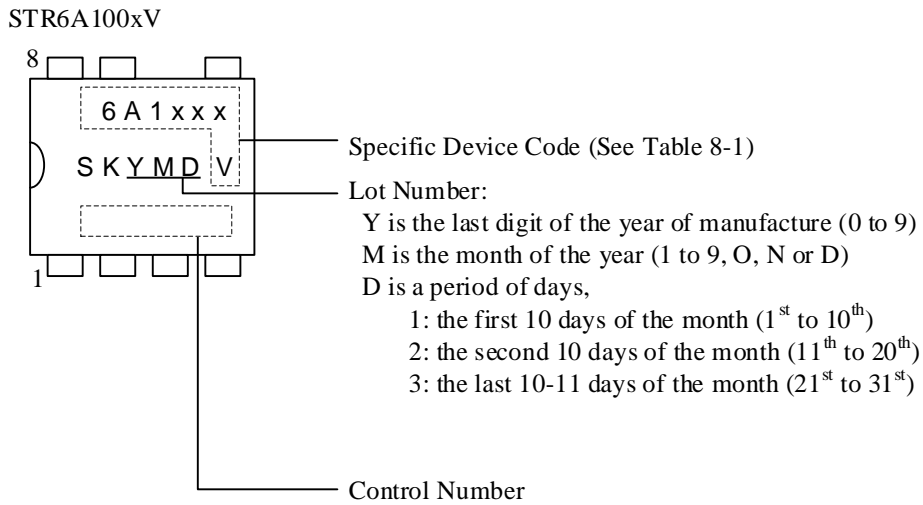 STR6A100xV
8
6 A 1 x x x
S K Y M D V
1
Specific Device Code (See Table 8-1)
Lot Number:
Y is the last digit of the year of manufacture (0 to 9)
M is the month of the year (1 to 9, O, N or D)
D is a period of days,
1: the first 10 days of the month (1st to 10th)
2: the second 10 days of the month (11th to 20th)
3: the last 10-11 days of the month (21st to 31st)
Control Number